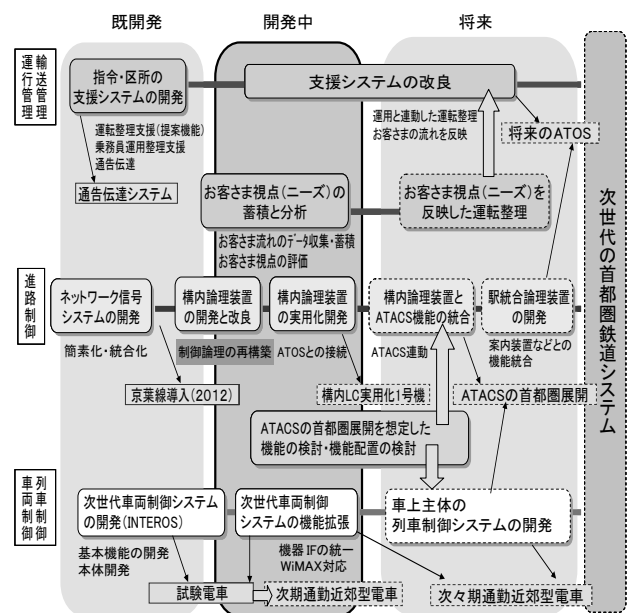 既開発
開発中
将来
輸送管理
運行管理
指令・区所の
支援システムの開発
支援システムの改良
運転整理支援(提案機能)
乗務員運用整理支援
通告伝達
運用と連動した運転整理
お客さまの流れを反映
将来のATOS
通告伝達システム
お客さま視点(ニーズ)の
蓄積と分析
お客さま視点(ニーズ)を
反映した運転整理
お客さま流れのデータ収集・蓄積
お客さま視点の評価
進路制御
ネットワーク信号
システムの開発
構内論理装置
の開発と改良
構内論理装置
の実用化開発
構内論理装置と
ATACS機能の統合
駅統合論理装置
の開発
簡素化・統合化
制御論理の再構築
ATOSとの接続
ATACS連動
案内装置などとの
機能統合
京葉線導入(2012)
構内LC実用化1号機
ATACSの首都圏展開
ATACSの首都圏展開を想定した
機能の検討・機能配置の検討
列車制御
車両制御
次世代車両制御システム
の開発(INTEROS)
次世代車両制御
システムの機能拡張
車上主体の
列車制御システムの開発
基本機能の開発
本体開発
機器IFの統一
WiMAX対応
試験電車
次期通勤近郊型電車
次々期通勤近郊型電車
次世代の首都圏鉄道システム